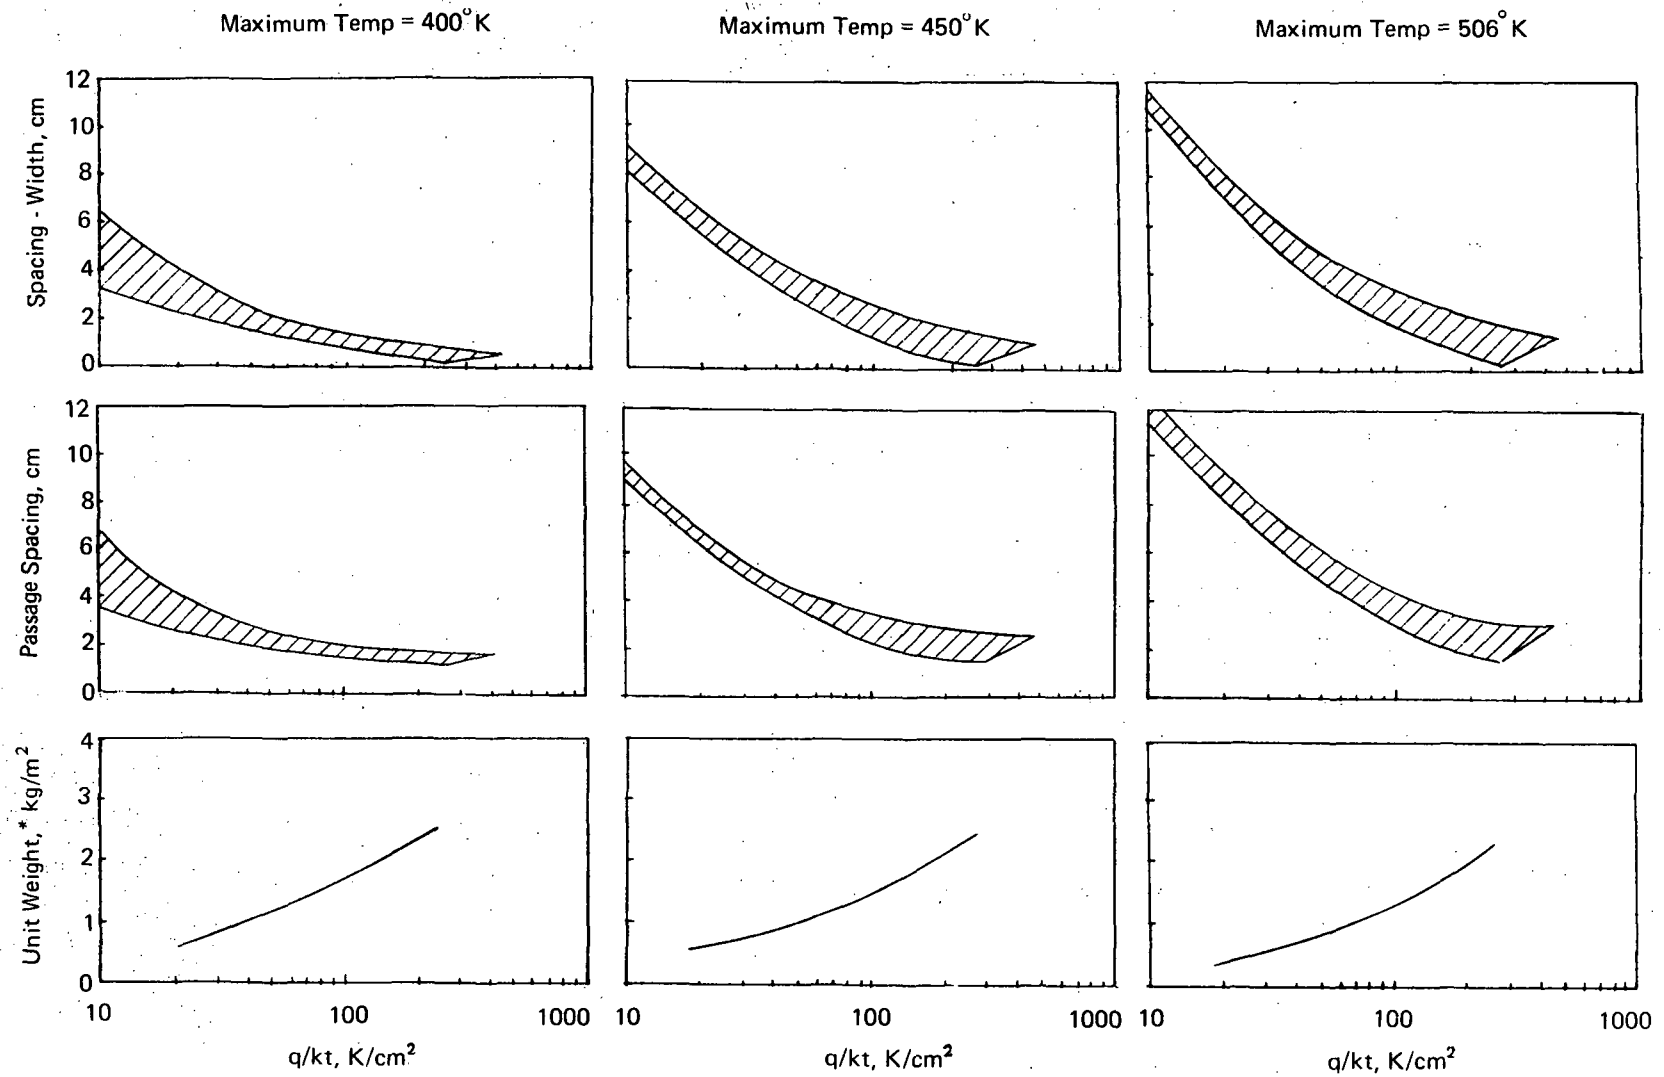 Maximum Temp = 400°K
Maximum Temp = 450°K
Maximum Temp = 506°K
Spacing - Width, cm
12
10
8
6
4
2
0
Passage Spacing, cm
12
10
8
6
4
2
0
Unit Weight,* kg/m²
4
3
2
1
0
10 100 1000
10 100 1000
10 100 1000
q/kt, K/cm²
q/kt, K/cm²
q/kt, K/cm²